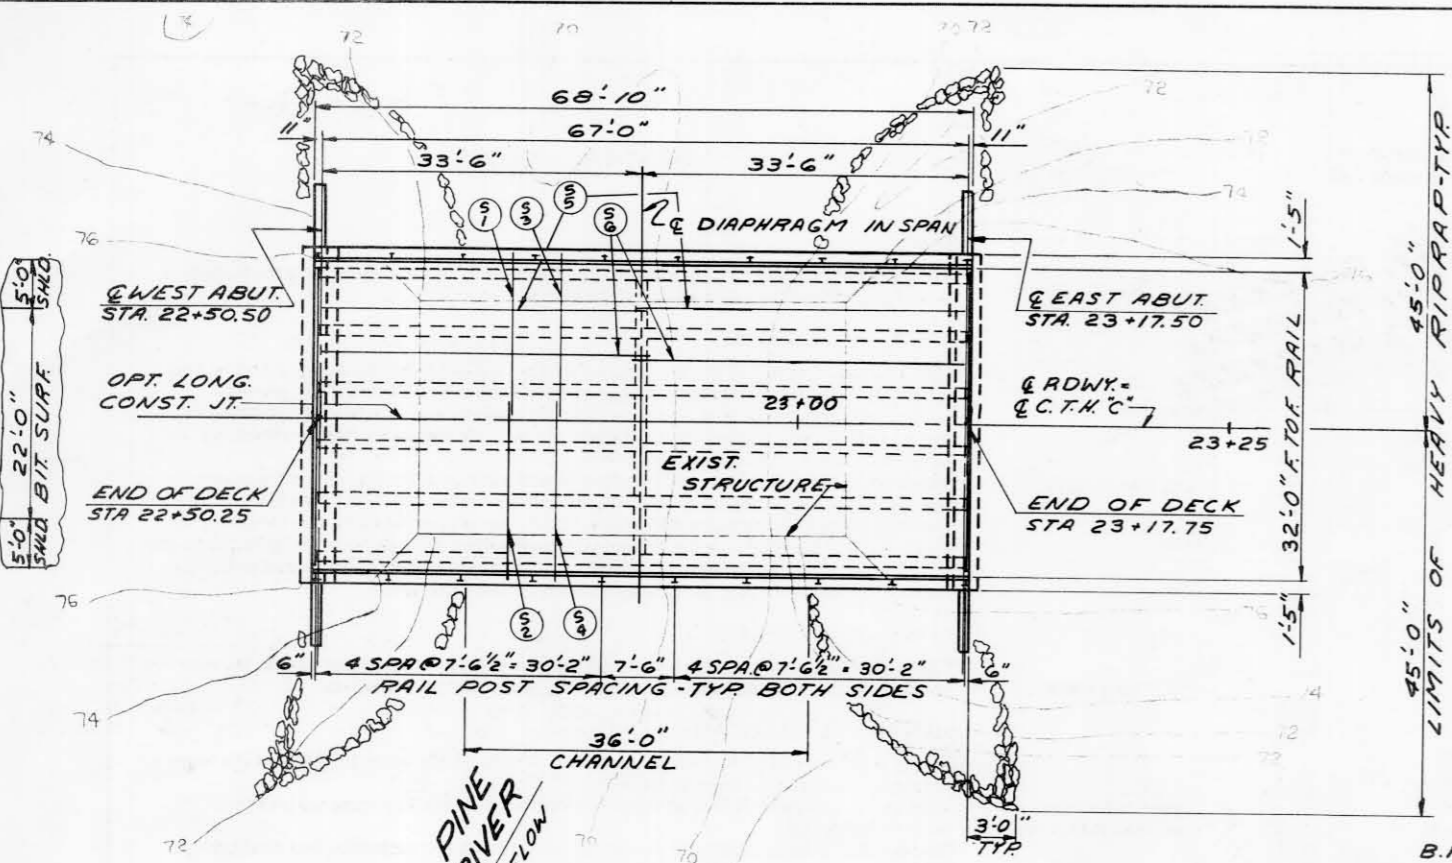 72
70
70 72
68'-10"
72
11"
67'-0"
11"
74
72
33'-6"
33'-6"
74
S 1
S 3
S 5
S 6
℄ DIAPHRAGM IN SPAN
1'-5"
76
76
5'-0"
SHLD.
22'-0"
BIT. SURF.
5'-0"
SHLD.
℄ WEST ABUT.
STA. 22+50.50
℄ EAST ABUT.
STA. 23+17.50
OPT. LONG.
CONST. JT.
23+00
℄ RDWY. =
℄ C.T.H. "C"
23+25
EXIST.
STRUCTURE
END OF DECK
STA 22+50.25
END OF DECK
STA 23+17.75
32'-0" F. TO F. RAIL
45'-0"
45'-0"
LIMITS OF HEAVY RIPRAP-TYP.
76
S 2
S 4
76
1'-5"
6"
4 SPA @ 7'-6½" = 30'-2"
7'-6"
4 SPA. @ 7'-6½" = 30'-2"
6"
RAIL POST SPACING - TYP. BOTH SIDES
74
74
36'-0"
CHANNEL
72
72
PINE
RIVER
FLOW
3'-0"
TYP.
72
70
70